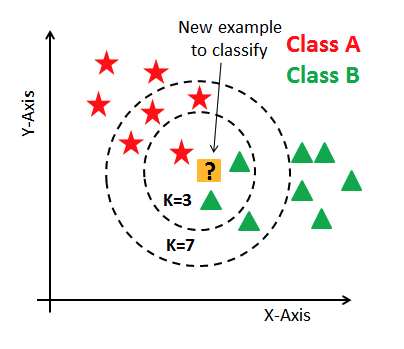 New example
to classify
Class A
Class B
Y-Axis
?
K=3
K=7
X-Axis